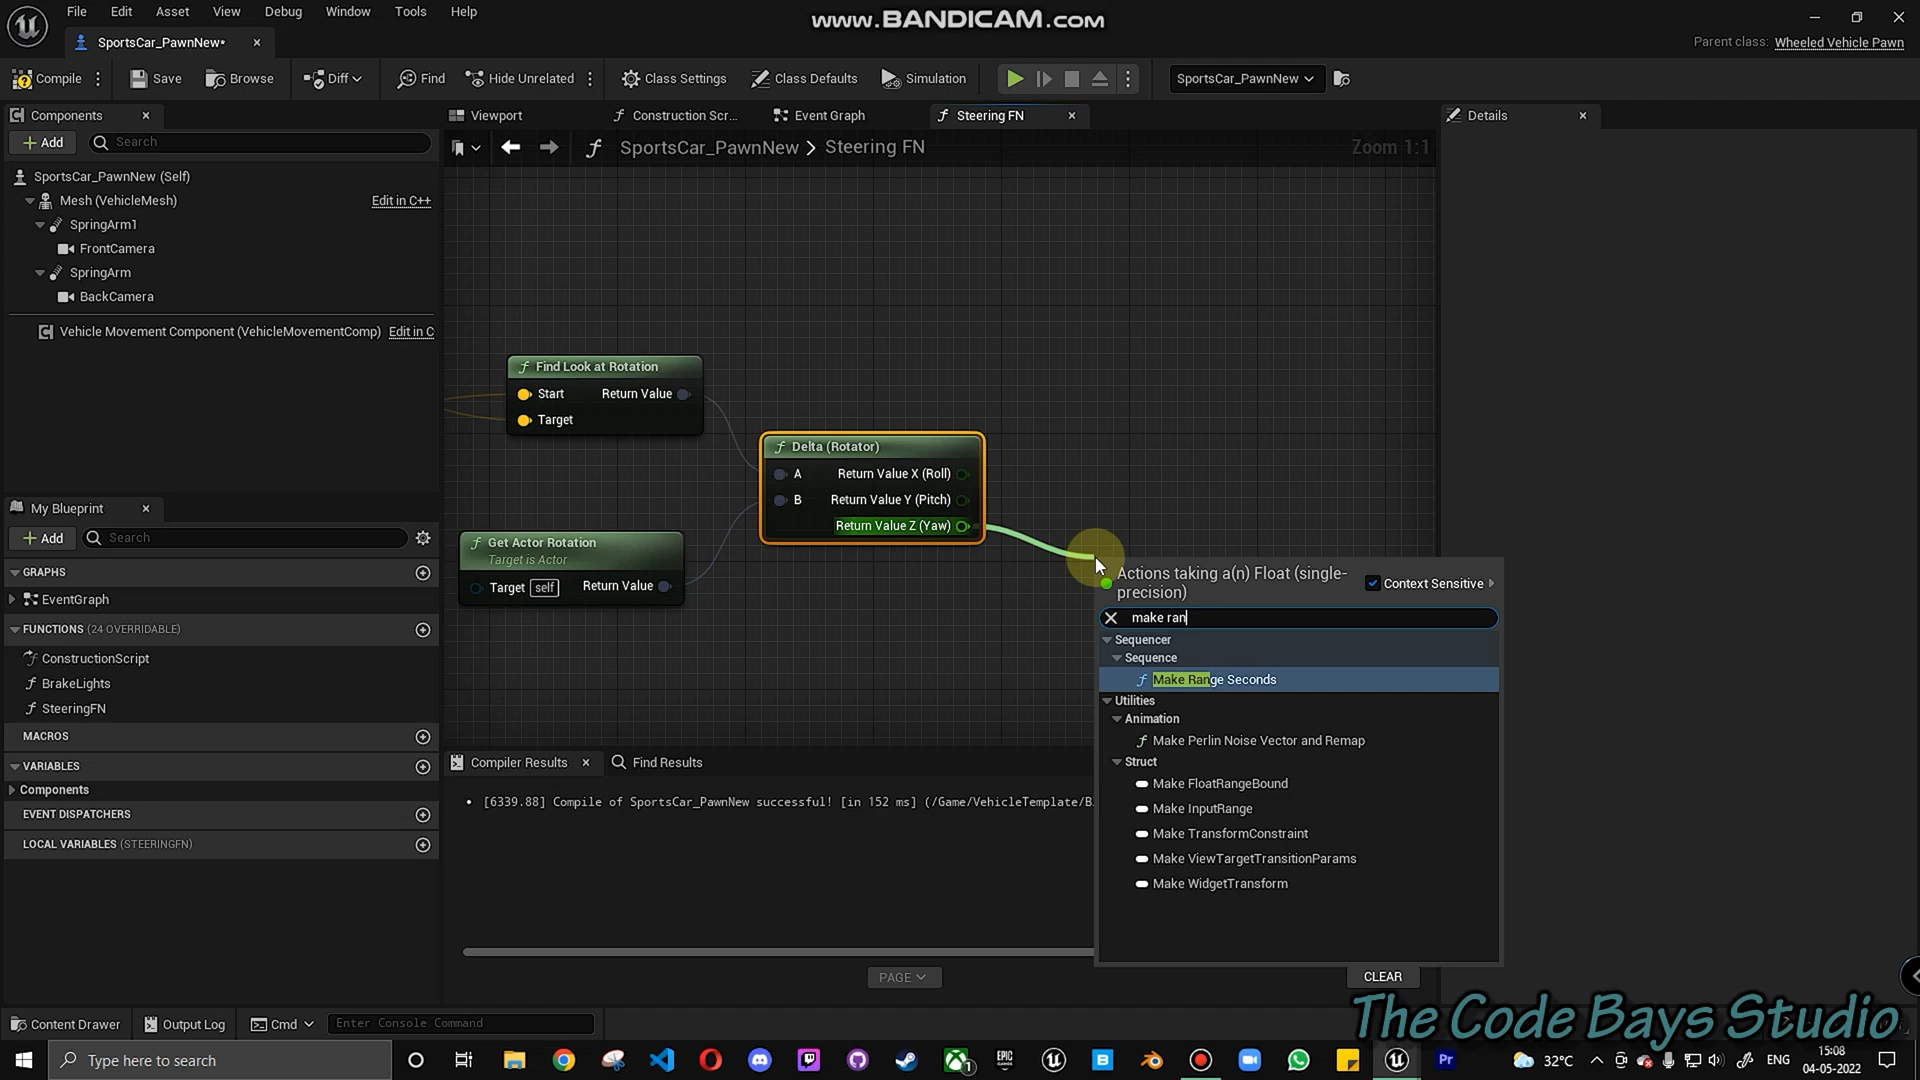 www.BANDICAM.com
File Edit Asset View Debug Window Tools Help
SportsCar_PawnNew*
Parent class: Wheeled Vehicle Pawn
Compile Save Browse Diff Find Hide Unrelated Class Settings Class Defaults Simulation SportsCar_PawnNew
Components
Add Search
SportsCar_PawnNew (Self)
Mesh (VehicleMesh) Edit in C++
SpringArm1
FrontCamera
SpringArm
BackCamera
Vehicle Movement Component (VehicleMovementComp) Edit in C
My Blueprint
Add Search
GRAPHS
EventGraph
FUNCTIONS (24 OVERRIDABLE)
ConstructionScript
BrakeLights
SteeringFN
MACROS
VARIABLES
Components
EVENT DISPATCHERS
LOCAL VARIABLES (STEERINGFN)
Viewport Construction Scr... Event Graph Steering FN
SportsCar_PawnNew > Steering FN Zoom 1:1
Find Look at Rotation
Start Return Value
Target
Delta (Rotator)
A Return Value X (Roll)
B Return Value Y (Pitch)
Return Value Z (Yaw)
Get Actor Rotation
Target is Actor
Target self Return Value
Actions taking a(n) Float (single-
precision)
Context Sensitive
make ran
Sequencer
Sequence
Make Range Seconds
Utilities
Animation
Make Perlin Noise Vector and Remap
Struct
Make FloatRangeBound
Make InputRange
Make TransformConstraint
Make ViewTargetTransitionParams
Make WidgetTransform
Compiler Results Find Results
[6339.88] Compile of SportsCar_PawnNew successful! [in 152 ms] (/Game/VehicleTemplate/B
PAGE
CLEAR
Details
Content Drawer Output Log Cmd Enter Console Command
The Code Bays Studio
Type here to search
32°C ENG 15:08
04-05-2022